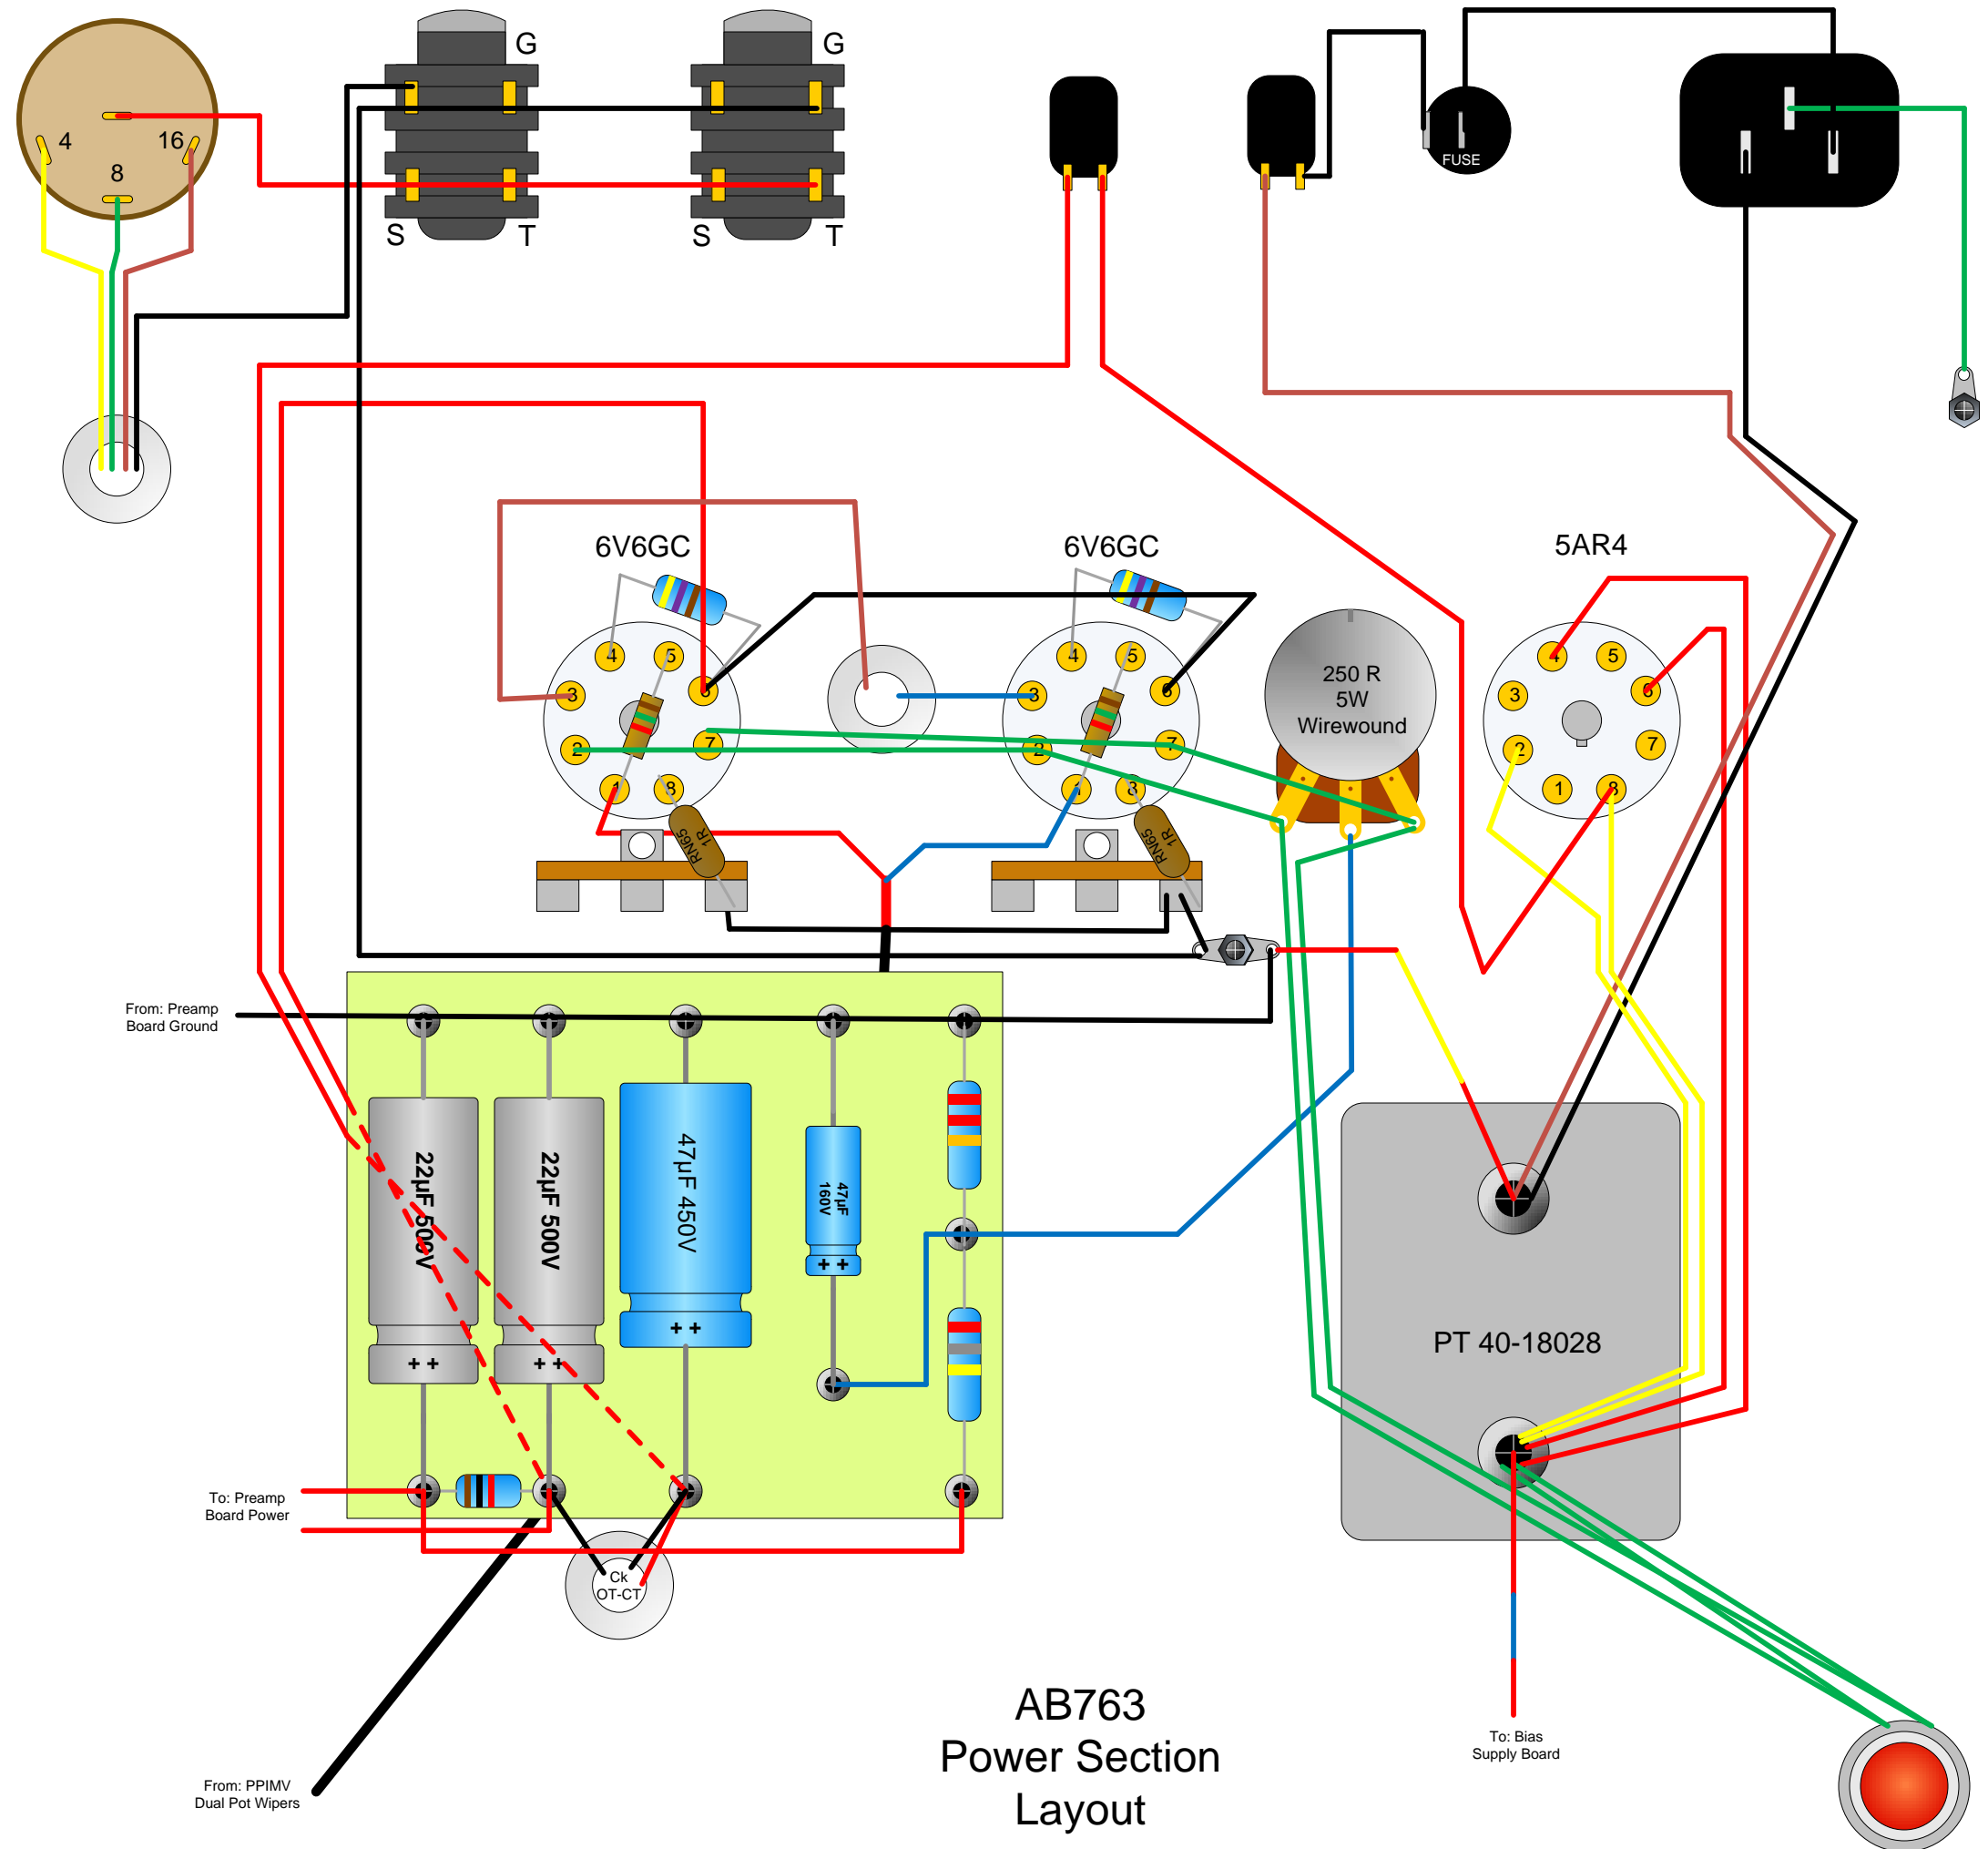 G
G
4
16
8
S
T
S
T
FUSE
6V6GC
6V6GC
5AR4
4
5
3
6
2
7
1
8
4
5
3
6
2
7
1
8
250 R
5W
Wirewound
4
5
3
6
2
7
1
8
RN65
1R
RN65
1R
From: Preamp
Board Ground
22µF 500V
22µF 500V
47µF 450V
47µF
160V
+ +
+ +
+ +
+ +
PT 40-18028
To: Preamp
Board Power
Ck
OT-CT
From: PPIMV
Dual Pot Wipers
AB763
Power Section
Layout
To: Bias
Supply Board